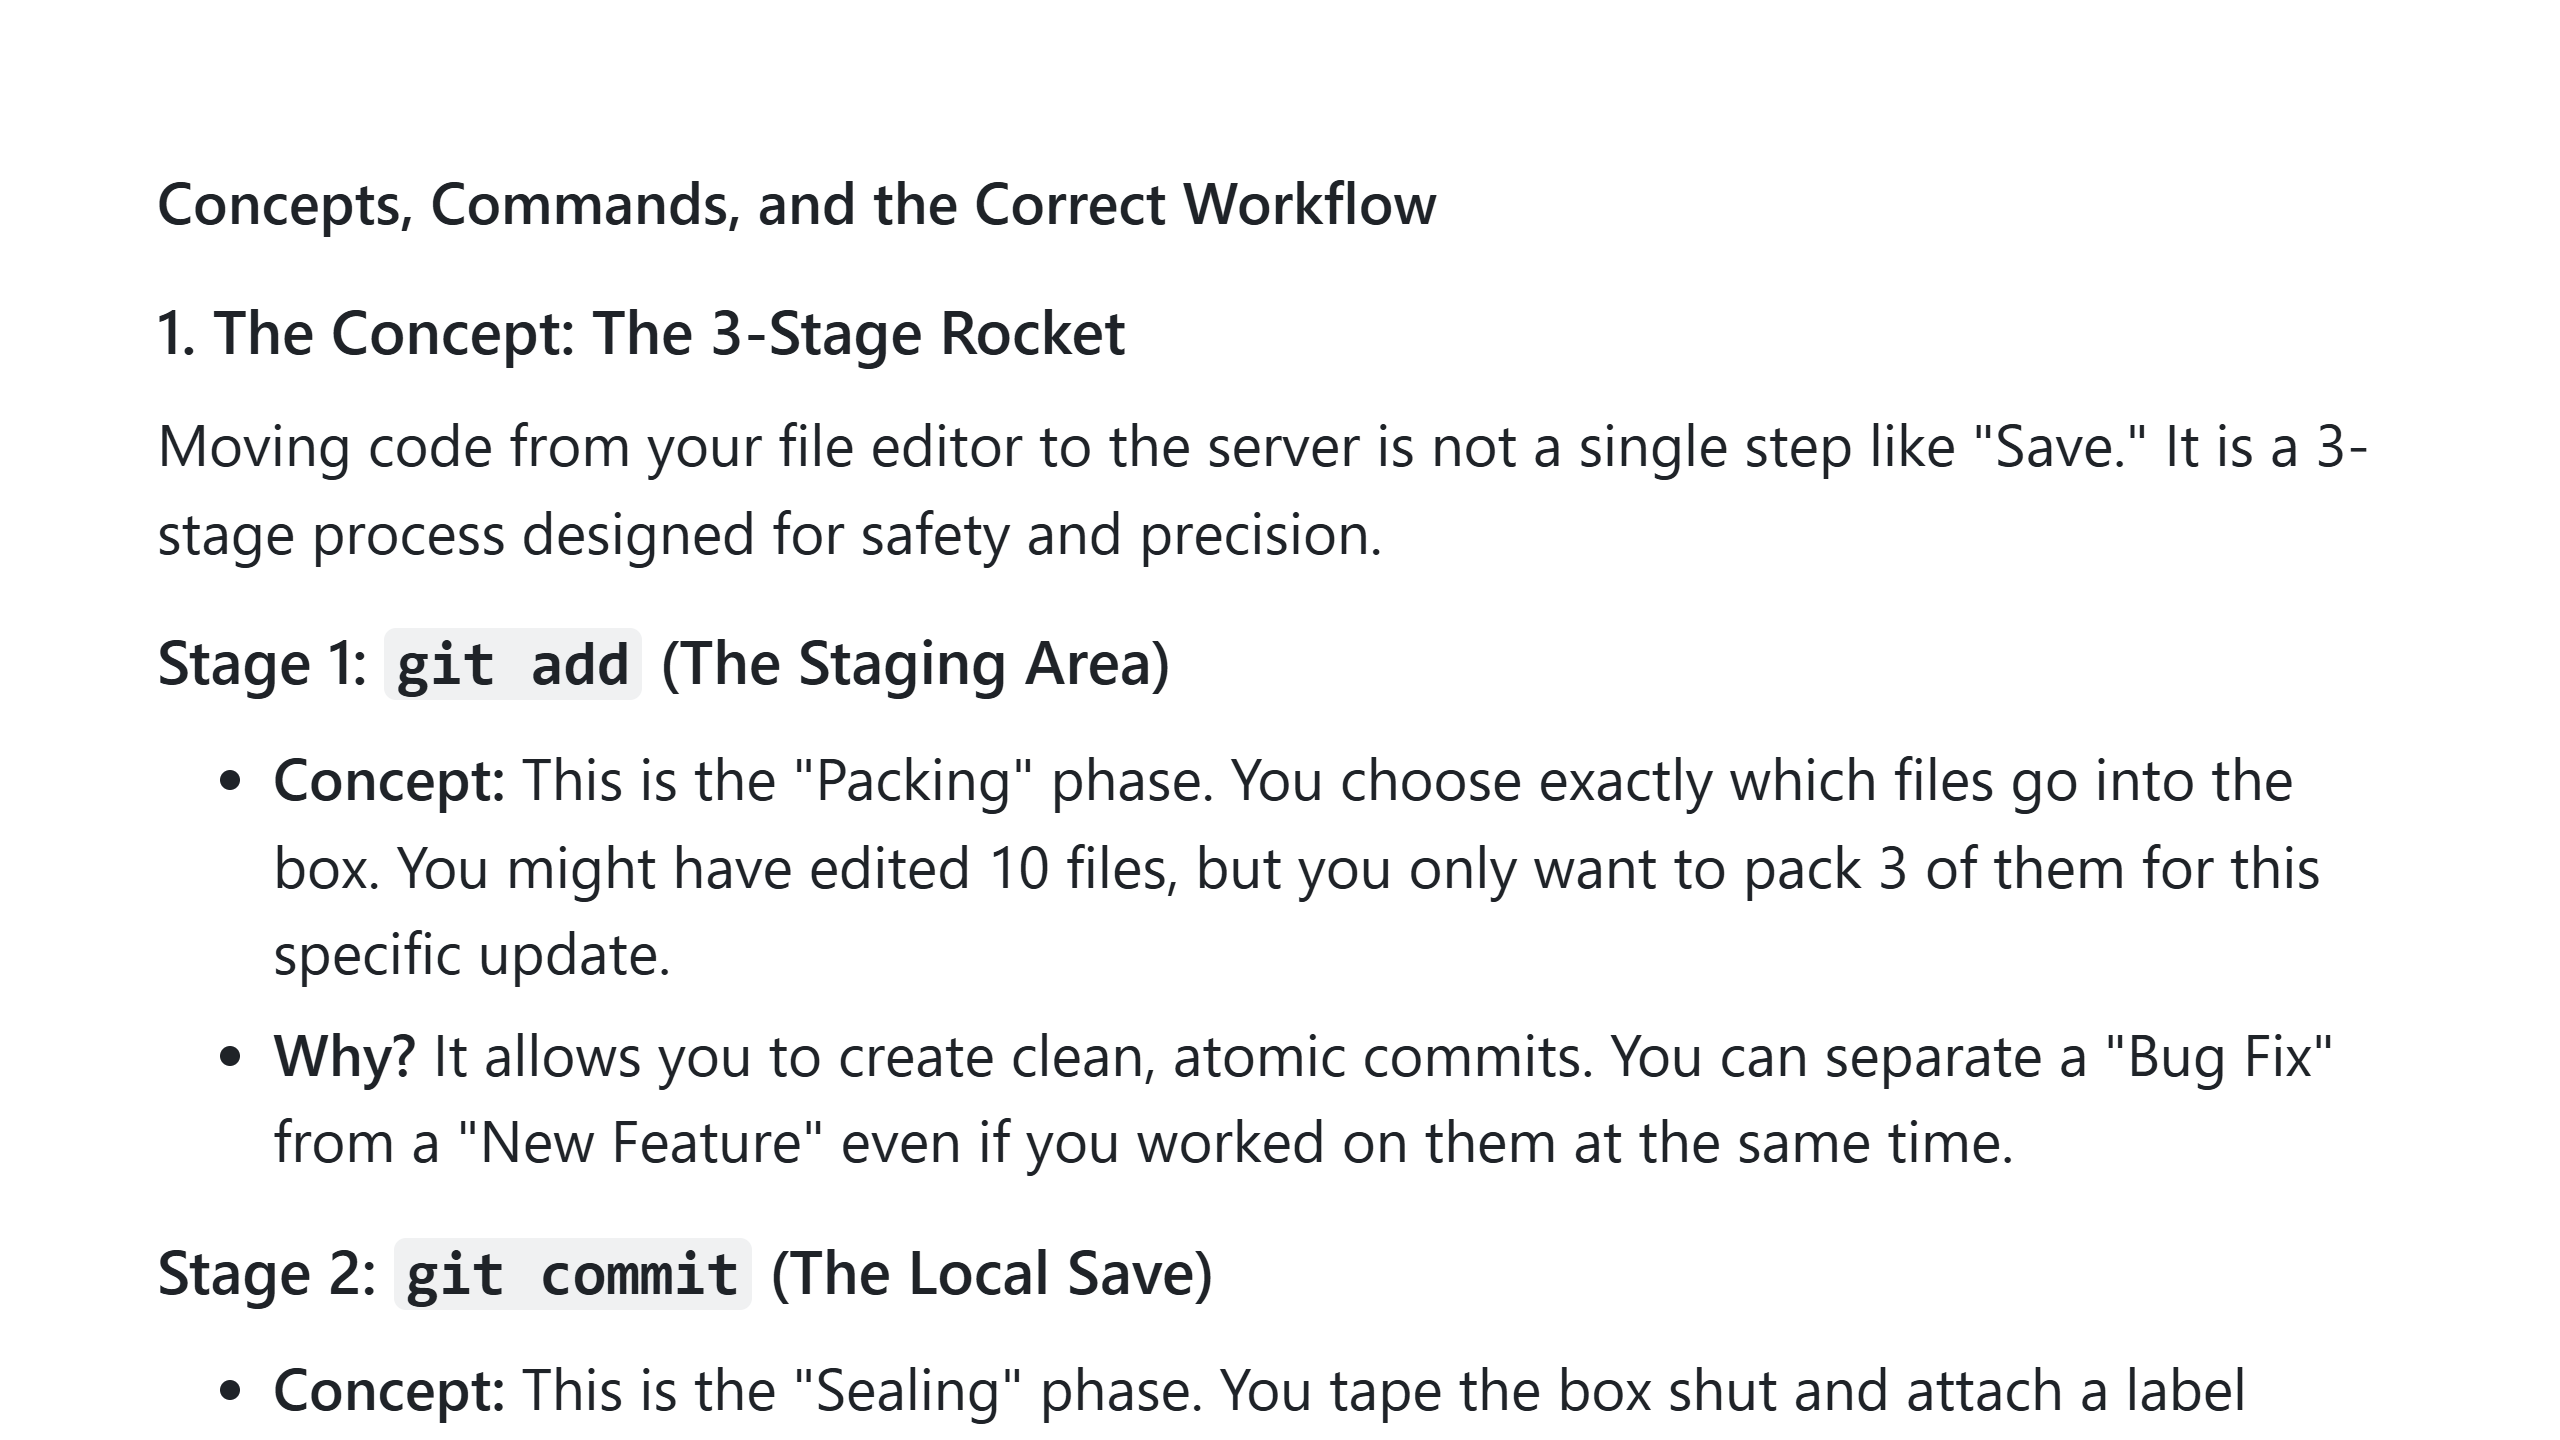 Concepts, Commands, and the Correct Workflow
1. The Concept: The 3-Stage Rocket
Moving code from your file editor to the server is not a single step like "Save." It is a 3-
stage process designed for safety and precision.
Stage 1: git add (The Staging Area)
• Concept: This is the "Packing" phase. You choose exactly which files go into the
box. You might have edited 10 files, but you only want to pack 3 of them for this
specific update.
• Why? It allows you to create clean, atomic commits. You can separate a "Bug Fix"
from a "New Feature" even if you worked on them at the same time.
Stage 2: git commit (The Local Save)
• Concept: This is the "Sealing" phase. You tape the box shut and attach a label